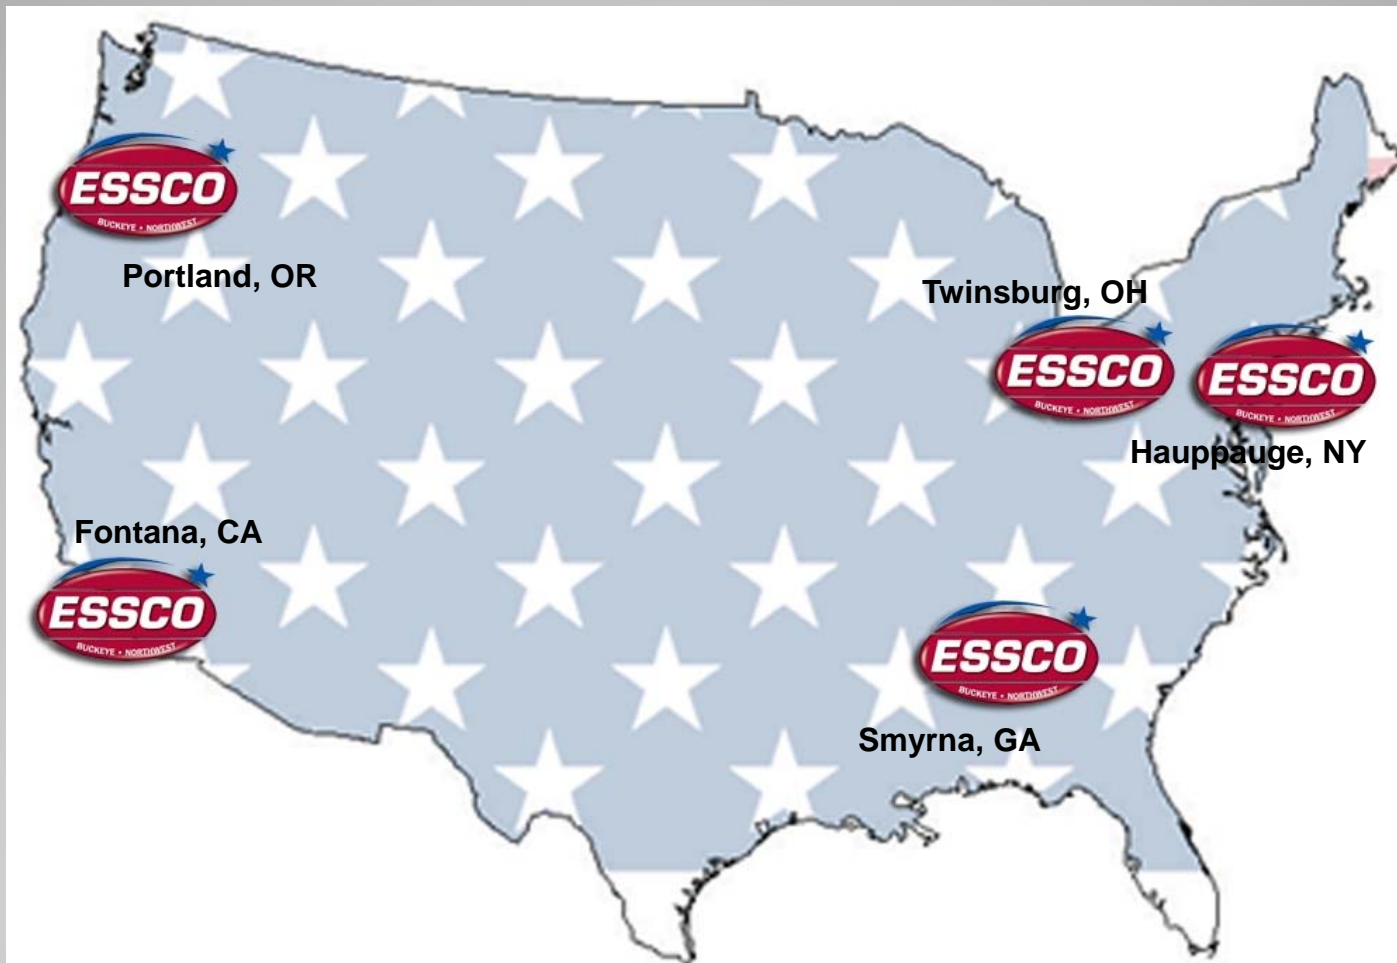 ESSCO
BUCKEYE • NORTHWEST
Portland, OR
Twinsburg, OH
ESSCO
BUCKEYE • NORTHWEST
ESSCO
BUCKEYE • NORTHWEST
Hauppauge, NY
Fontana, CA
ESSCO
BUCKEYE • NORTHWEST
ESSCO
BUCKEYE • NORTHWEST
Smyrna, GA